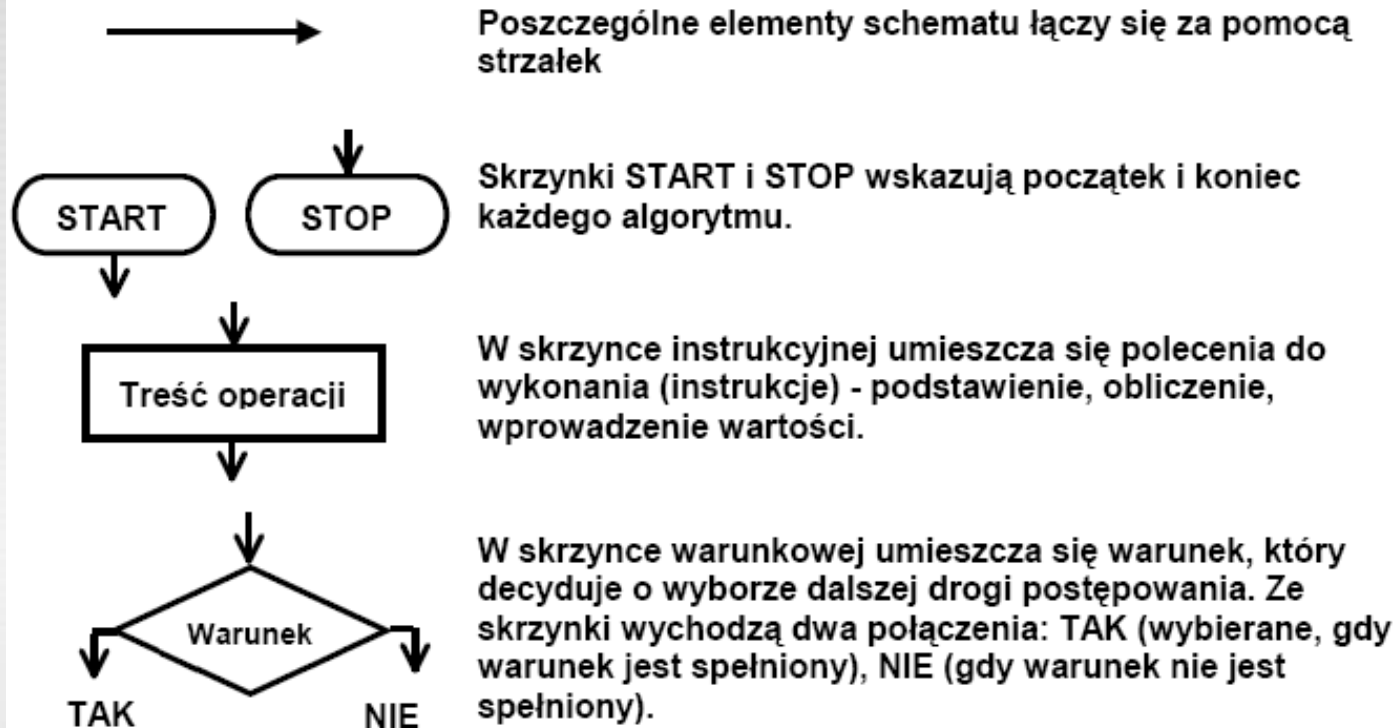 Poszczególne elementy schematu łączy się za pomocą
strzałek
START
STOP
Skrzynki START i STOP wskazują początek i koniec
każdego algorytmu.
Treść operacji
W skrzynce instrukcyjnej umieszcza się polecenia do
wykonania (instrukcje) - podstawienie, obliczenie,
wprowadzenie wartości.
Warunek
TAK
NIE
W skrzynce warunkowej umieszcza się warunek, który
decyduje o wyborze dalszej drogi postępowania. Ze
skrzynki wychodzą dwa połączenia: TAK (wybierane, gdy
warunek jest spełniony), NIE (gdy warunek nie jest
spełniony).